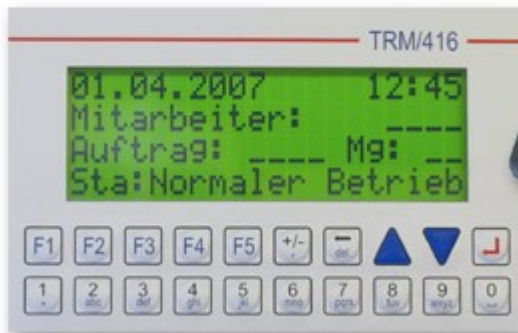 TRM/416
01.04.2007 12:45
Mitarbeiter: ____
Auftrag: ____ Mg: __
Sta:Normaler Betrieb
F1 F2 F3 F4 F5 +/- del
1 2 abc 3 def 4 ghi 5 jkl 6 mno 7 pqrs 8 tuv 9 wxyz 0